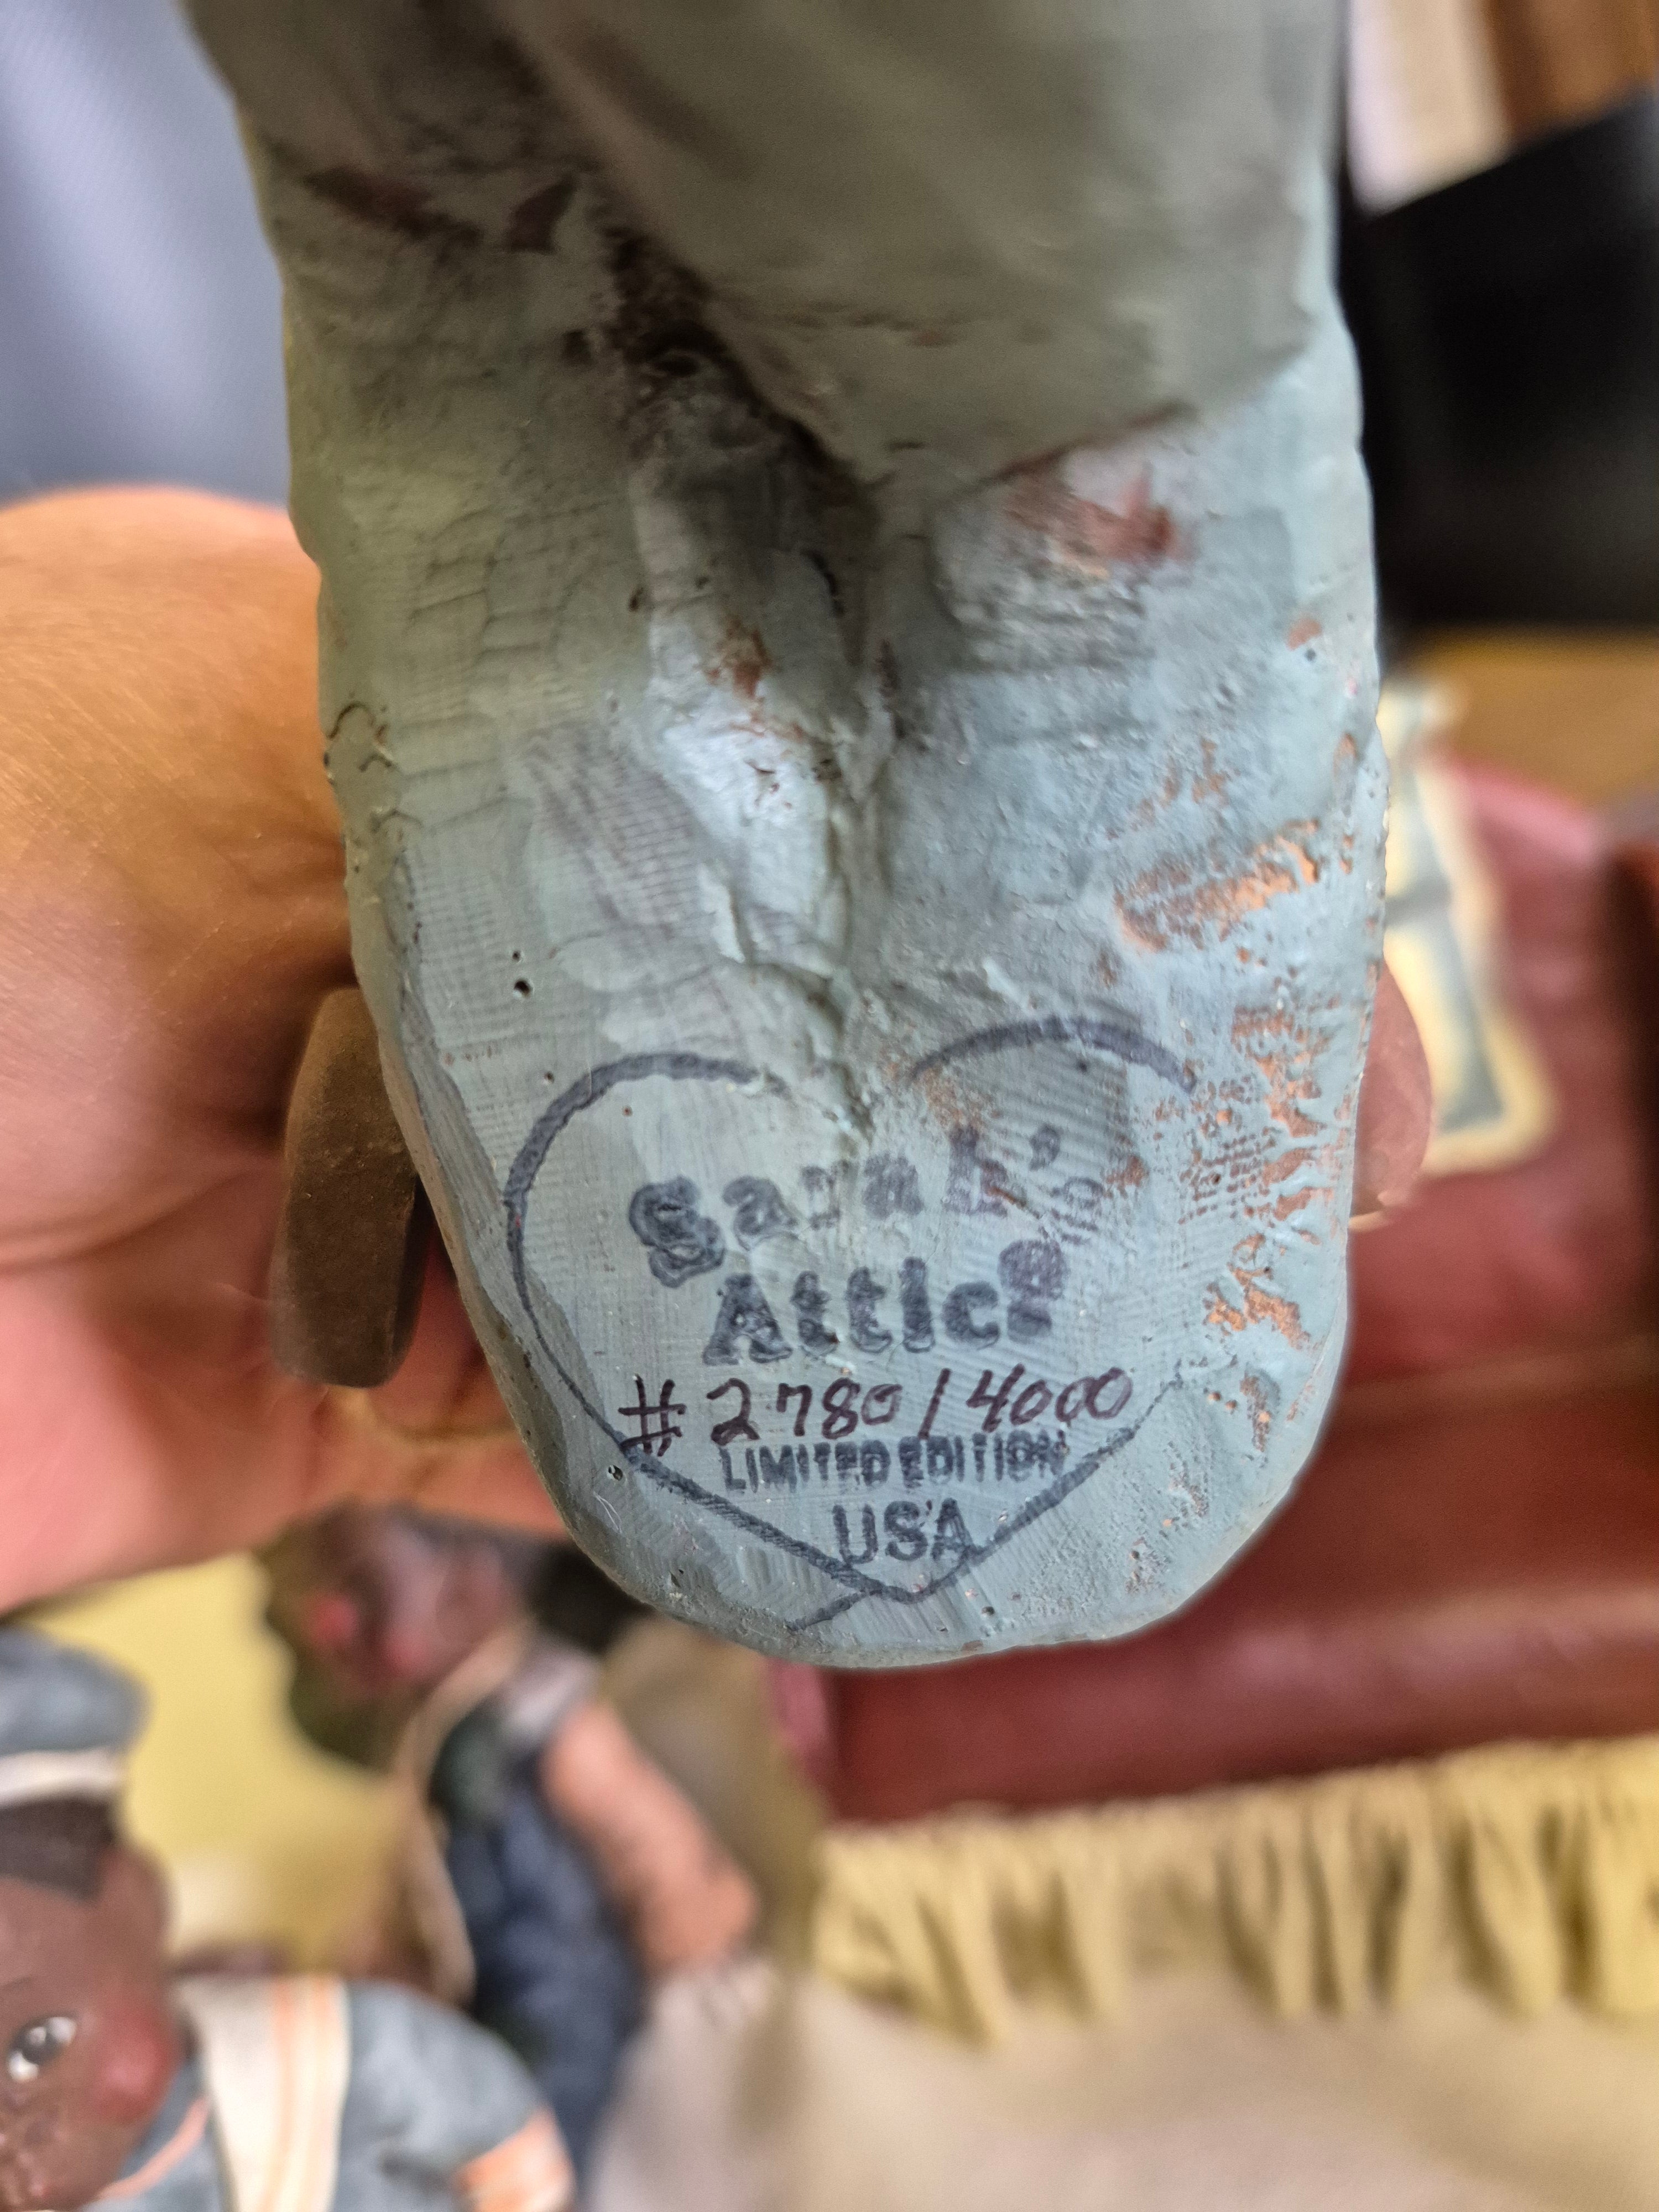 Sarah's
Attic®
#2780/4000
LIMITED EDITION
USA